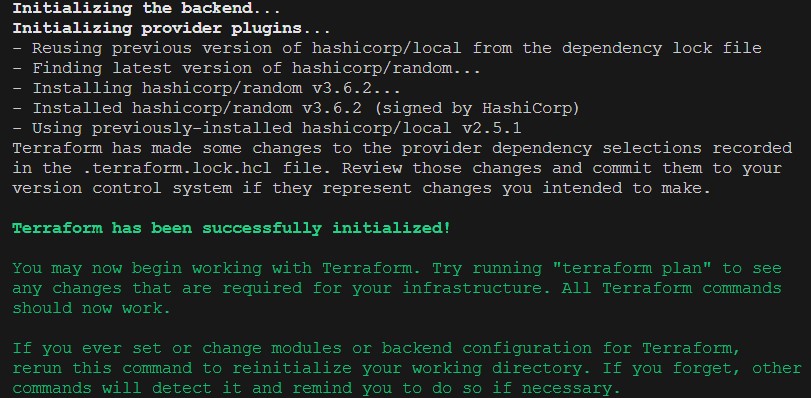 Initializing the backend...
Initializing provider plugins...
- Reusing previous version of hashicorp/local from the dependency lock file
- Finding latest version of hashicorp/random...
- Installing hashicorp/random v3.6.2...
- Installed hashicorp/random v3.6.2 (signed by HashiCorp)
- Using previously-installed hashicorp/local v2.5.1
Terraform has made some changes to the provider dependency selections recorded
in the .terraform.lock.hcl file. Review those changes and commit them to your
version control system if they represent changes you intended to make.
Terraform has been successfully initialized!
You may now begin working with Terraform. Try running "terraform plan" to see
any changes that are required for your infrastructure. All Terraform commands
should now work.
If you ever set or change modules or backend configuration for Terraform,
rerun this command to reinitialize your working directory. If you forget, other
commands will detect it and remind you to do so if necessary.